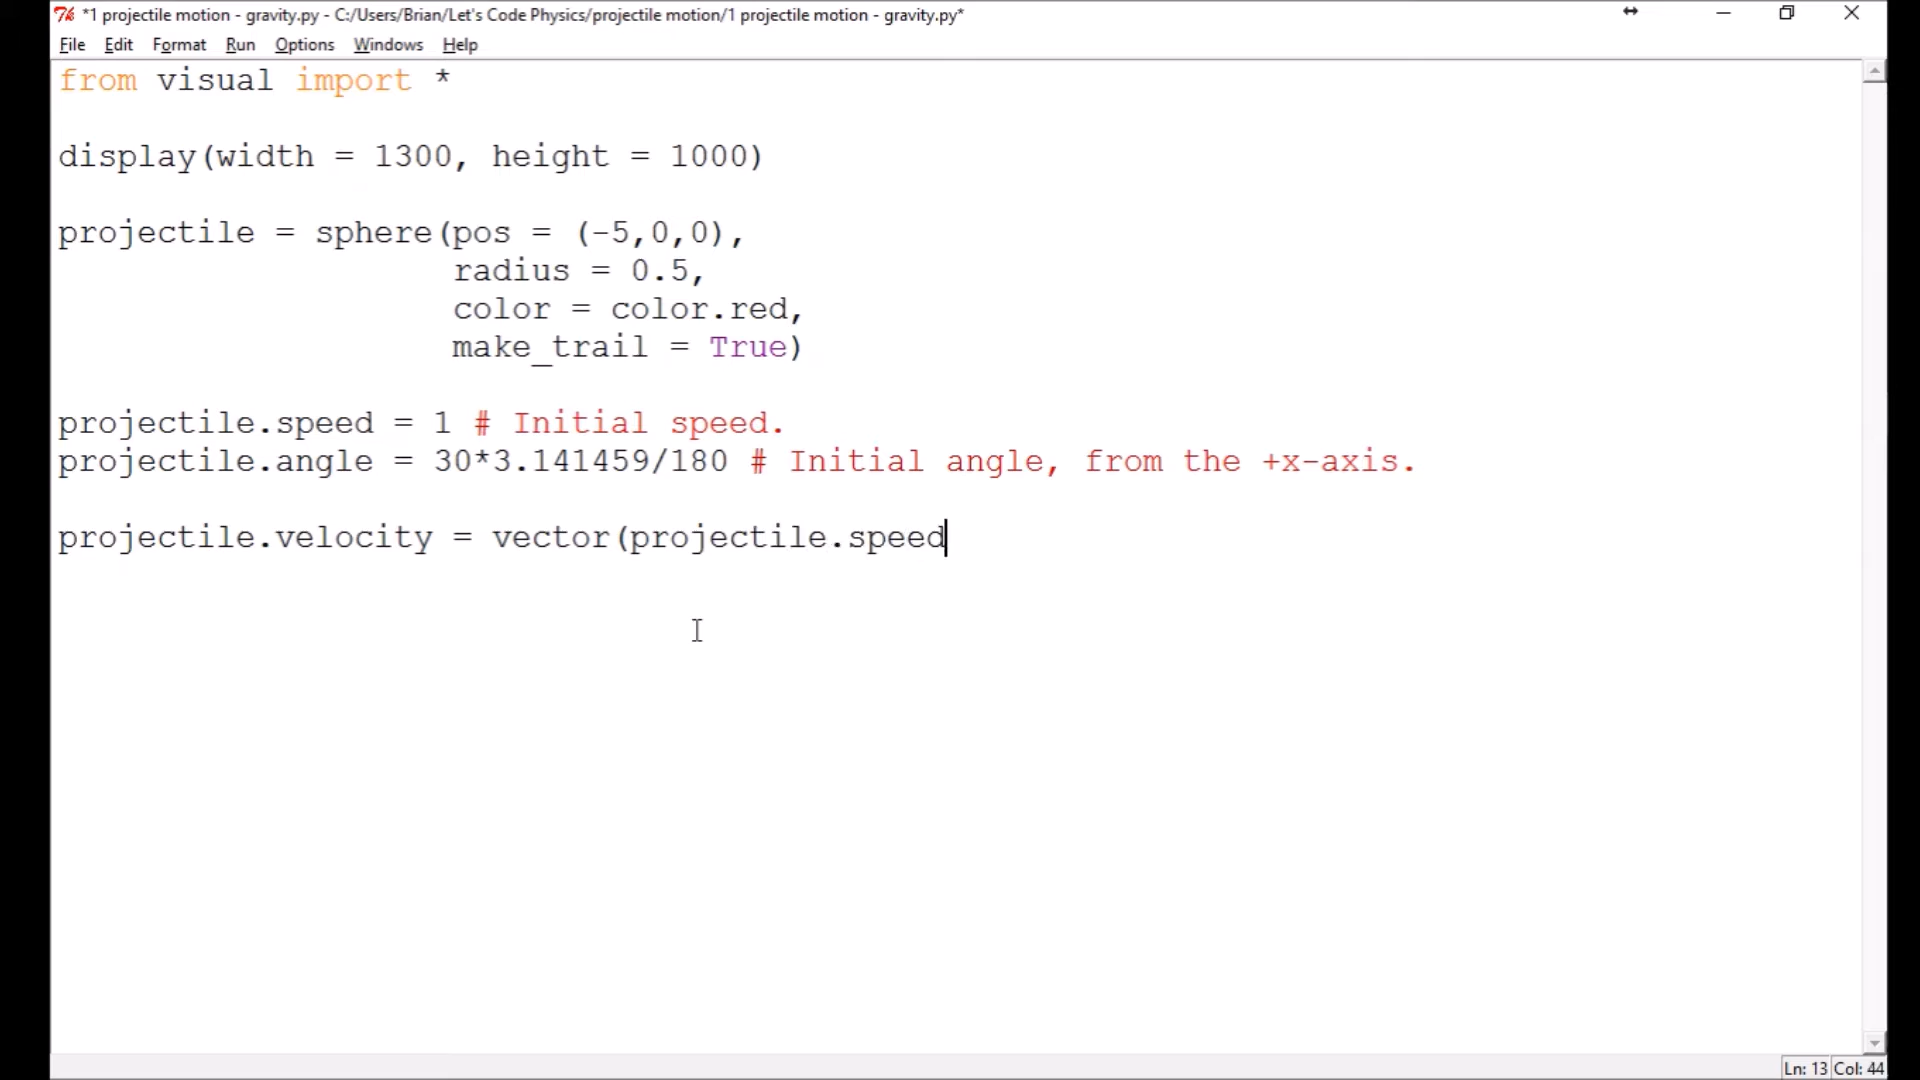 *1 projectile motion - gravity.py - C:/Users/Brian/Let's Code Physics/projectile motion/1 projectile motion - gravity.py*
File Edit Format Run Options Windows Help
from visual import *
display(width = 1300, height = 1000)
projectile = sphere(pos = (-5,0,0),
radius = 0.5,
color = color.red,
make_trail = True)
projectile.speed = 1 # Initial speed.
projectile.angle = 30*3.141459/180 # Initial angle, from the +x-axis.
projectile.velocity = vector(projectile.speed
Ln: 13 Col: 44